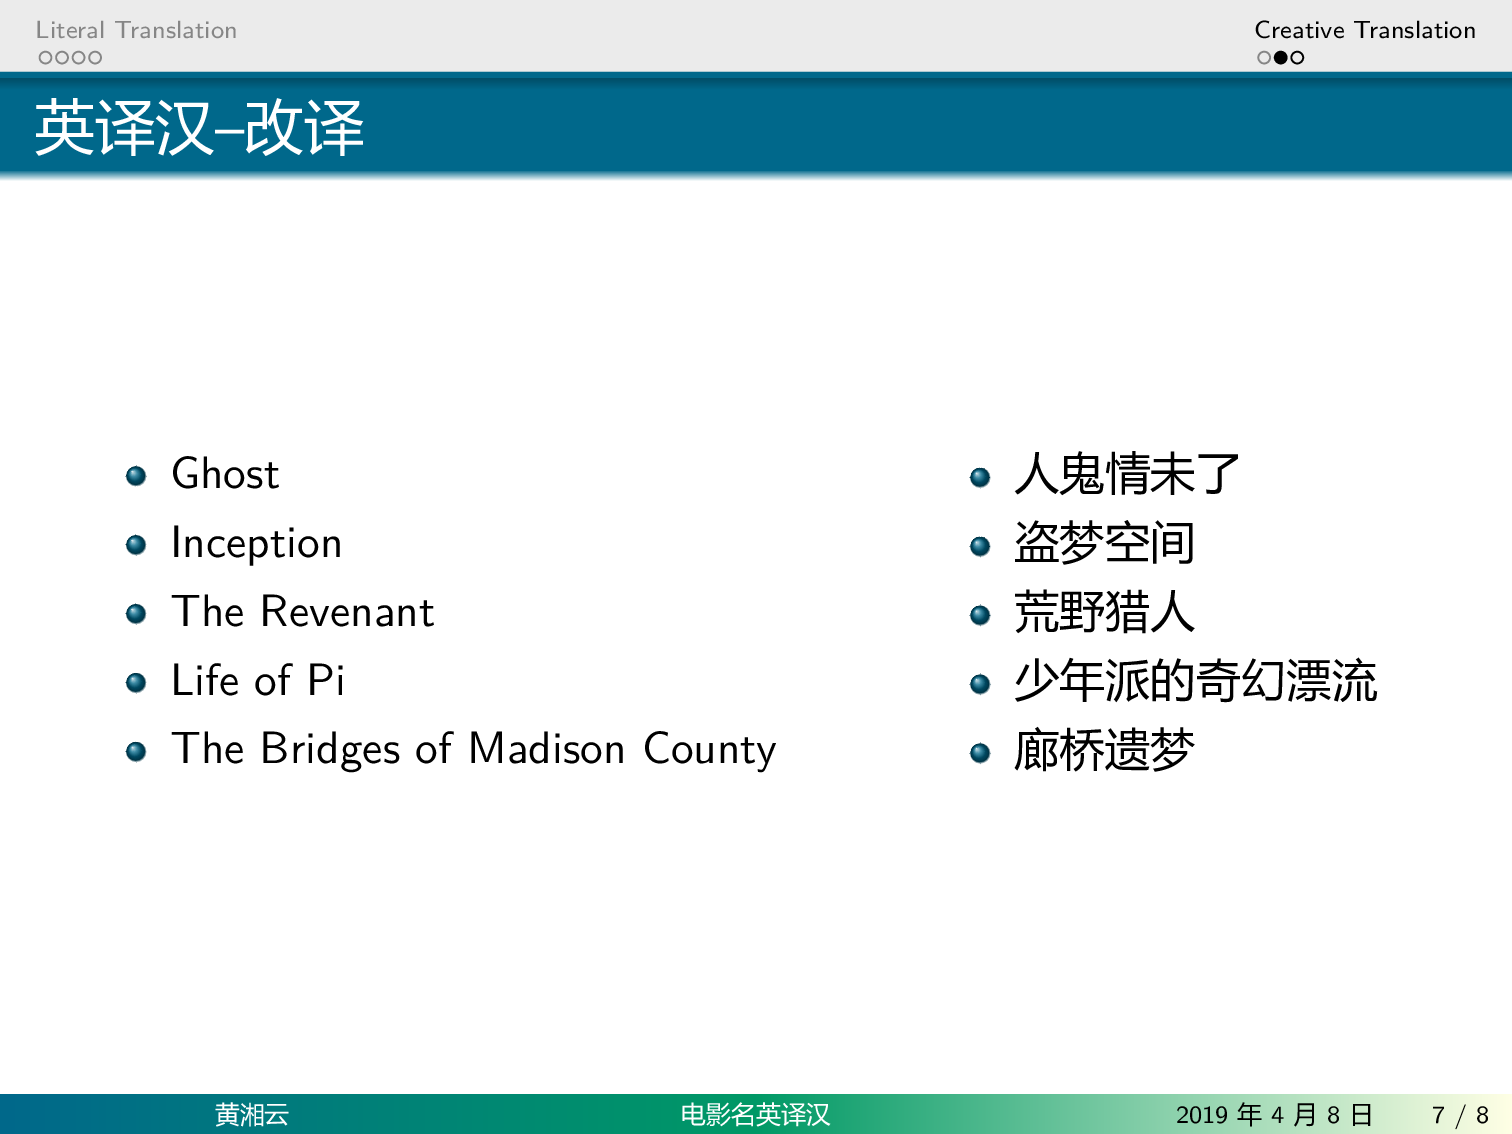 Literal Translation
Creative Translation
英译汉–改译
Ghost
Inception
The Revenant
Life of Pi
The Bridges of Madison County
人鬼情未了
盗梦空间
荒野猎人
少年派的奇幻漂流
廊桥遗梦
黄湘云
电影名英译汉
2019 年 4 月 8 日
7 / 8